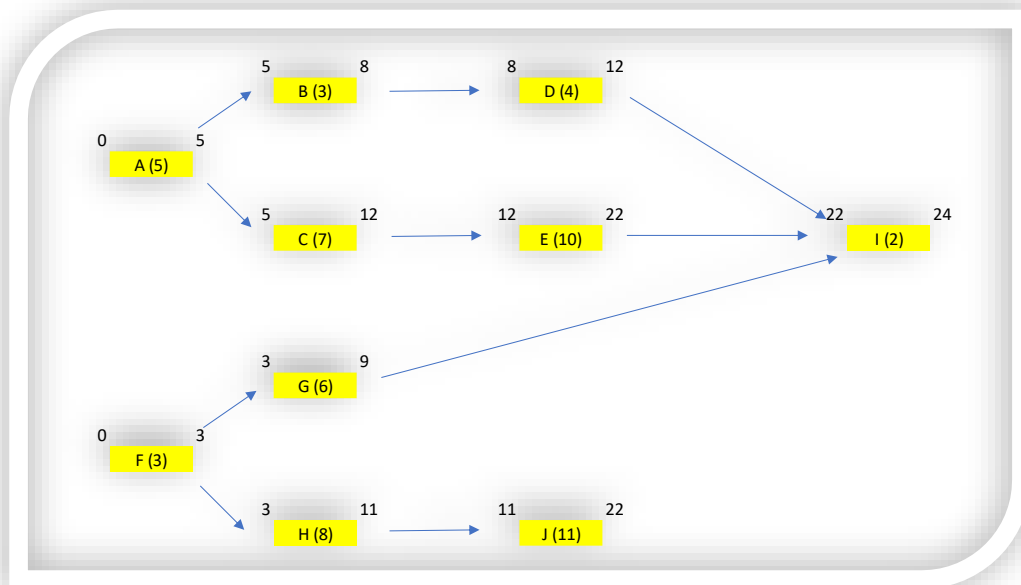 5 8
B (3)
8 12
D (4)
0 5
A (5)
5 12
C (7)
12 22
E (10)
22 24
I (2)
3 9
G (6)
0 3
F (3)
3 11
H (8)
11 22
J (11)